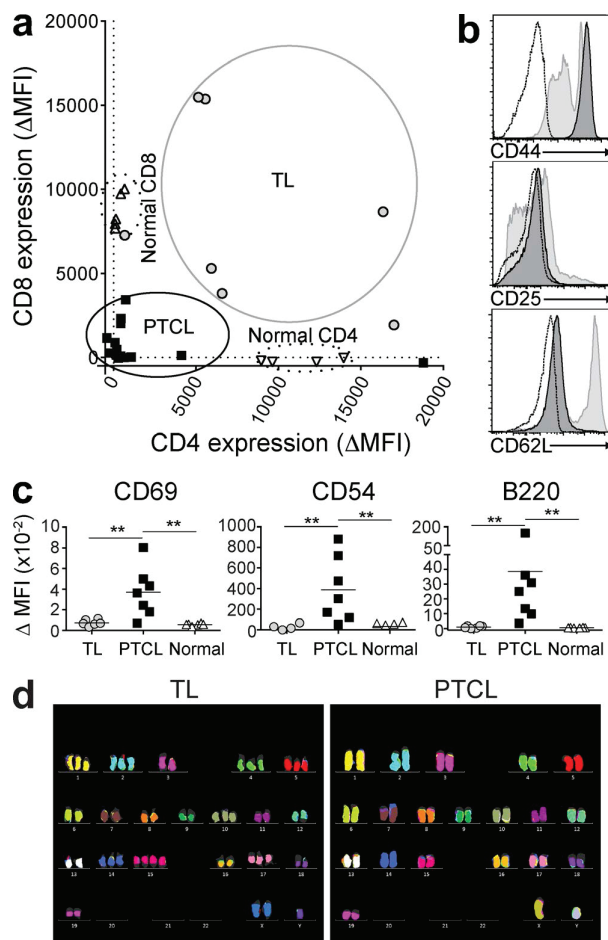 a
b
20000
15000
10000
5000
0
CD8 expression (ΔMFI)
Normal CD8
TL
PTCL
Normal CD4
0
5000
10000
15000
20000
CD4 expression (ΔMFI)
CD44
CD25
CD62L
c
CD69
CD54
B220
Δ MFI (x10-2)
10
8
6
4
2
0
**
**
TL
PTCL
Normal
1000
800
600
400
200
0
**
**
TL
PTCL
Normal
200
50
40
30
20
10
0
**
**
TL
PTCL
Normal
d
TL
PTCL
1 2 3 4 5
6 7 8 9 10 11 12
13 14 15 16 17 18
19 20 21 22 X Y
1 2 3 4 5
6 7 8 9 10 11 12
13 14 15 16 17 18
19 20 21 22 X Y